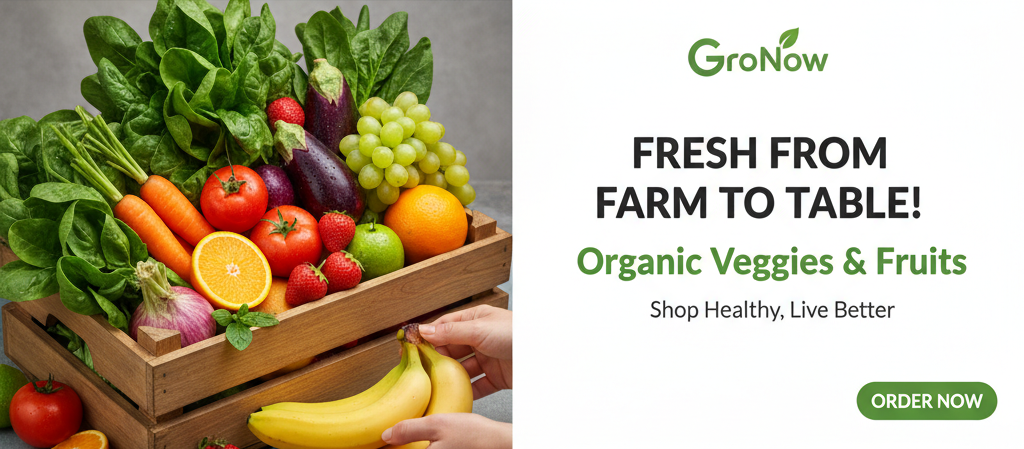 GroNow
FRESH FROM
FARM TO TABLE!
Organic Veggies & Fruits
Shop Healthy, Live Better
ORDER NOW